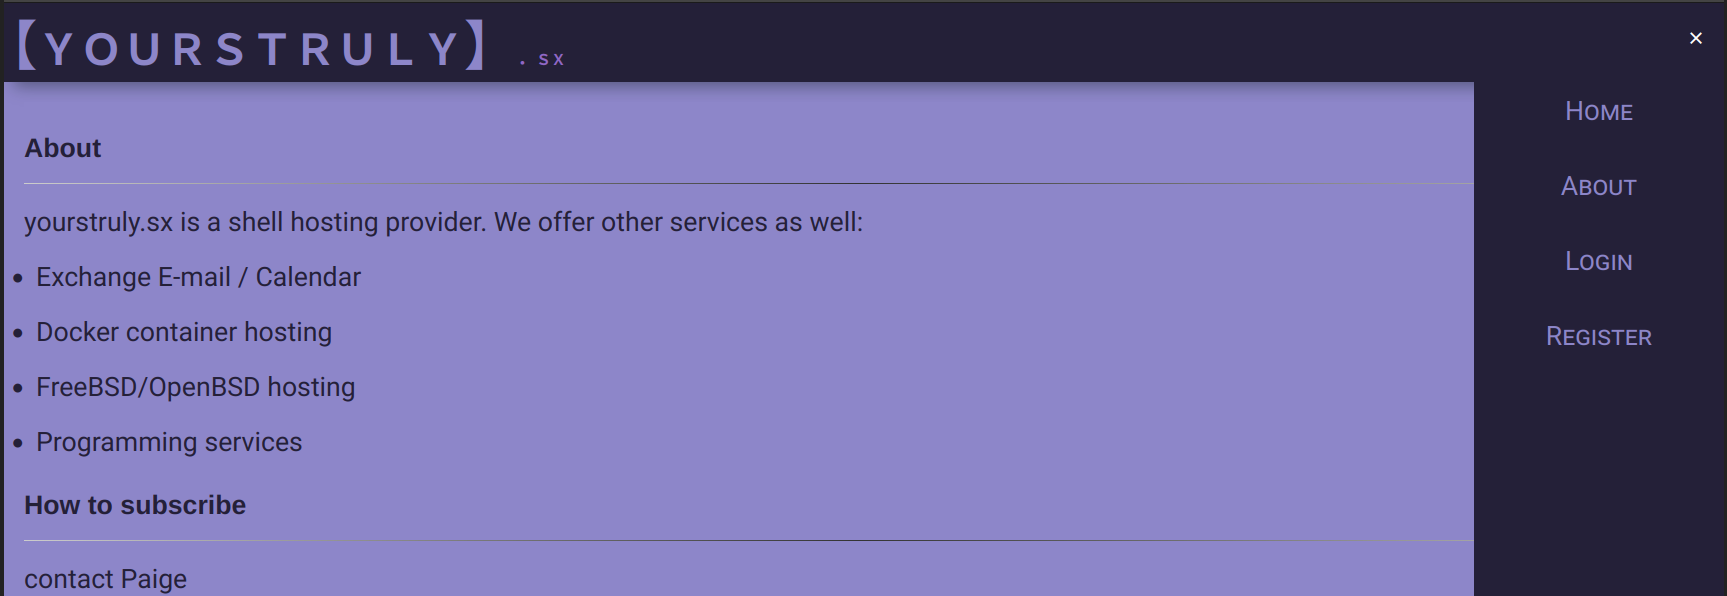 【YOURSTRULY】.sx
×
Home
About
Login
Register
About
yourstruly.sx is a shell hosting provider. We offer other services as well:
• Exchange E-mail / Calendar
• Docker container hosting
• FreeBSD/OpenBSD hosting
• Programming services
How to subscribe
contact Paige